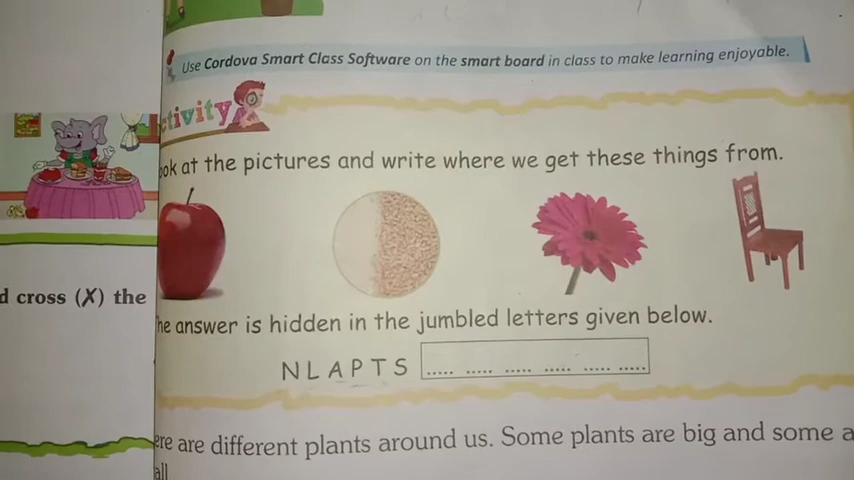 Use Cordova Smart Class Software on the smart board in class to make learning enjoyable.
ctivity
ook at the pictures and write where we get these things from.
d cross (✗) the
he answer is hidden in the jumbled letters given below.
N L A P T S ..... ..... ..... ..... ..... .....
ere are different plants around us. Some plants are big and some a
all